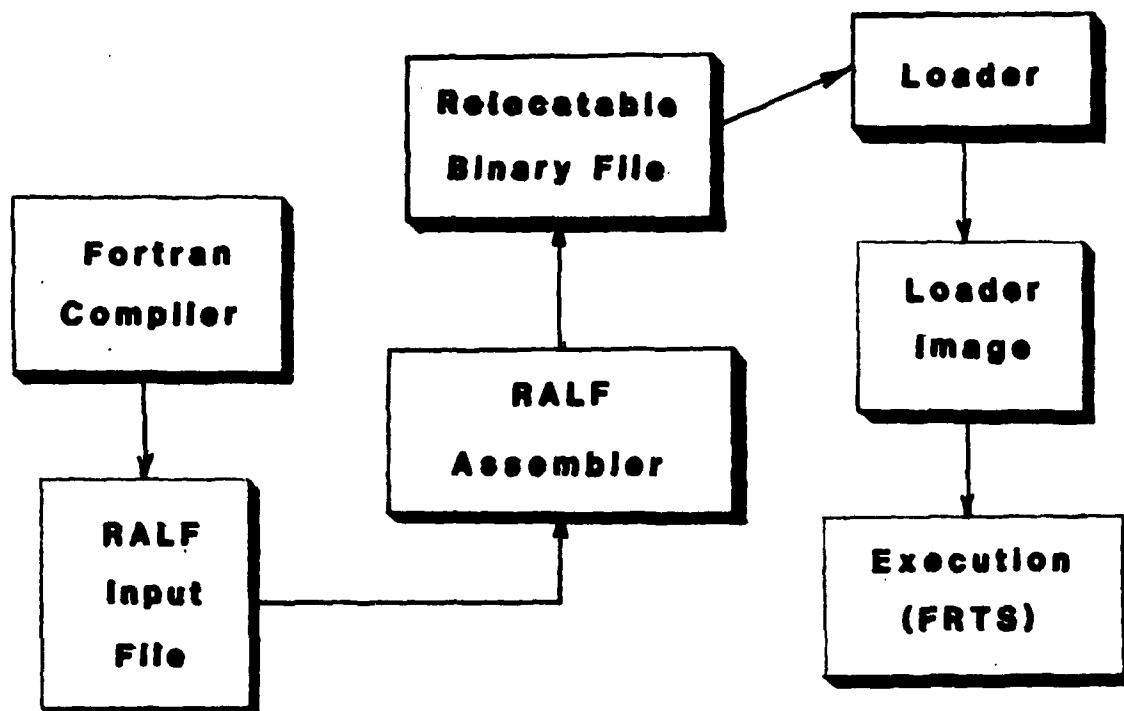 Fortran
Compiler
RALF
Input
File
RALF
Assembler
Relocatable
Binary File
Loader
Loader
Image
Execution
(FRTS)